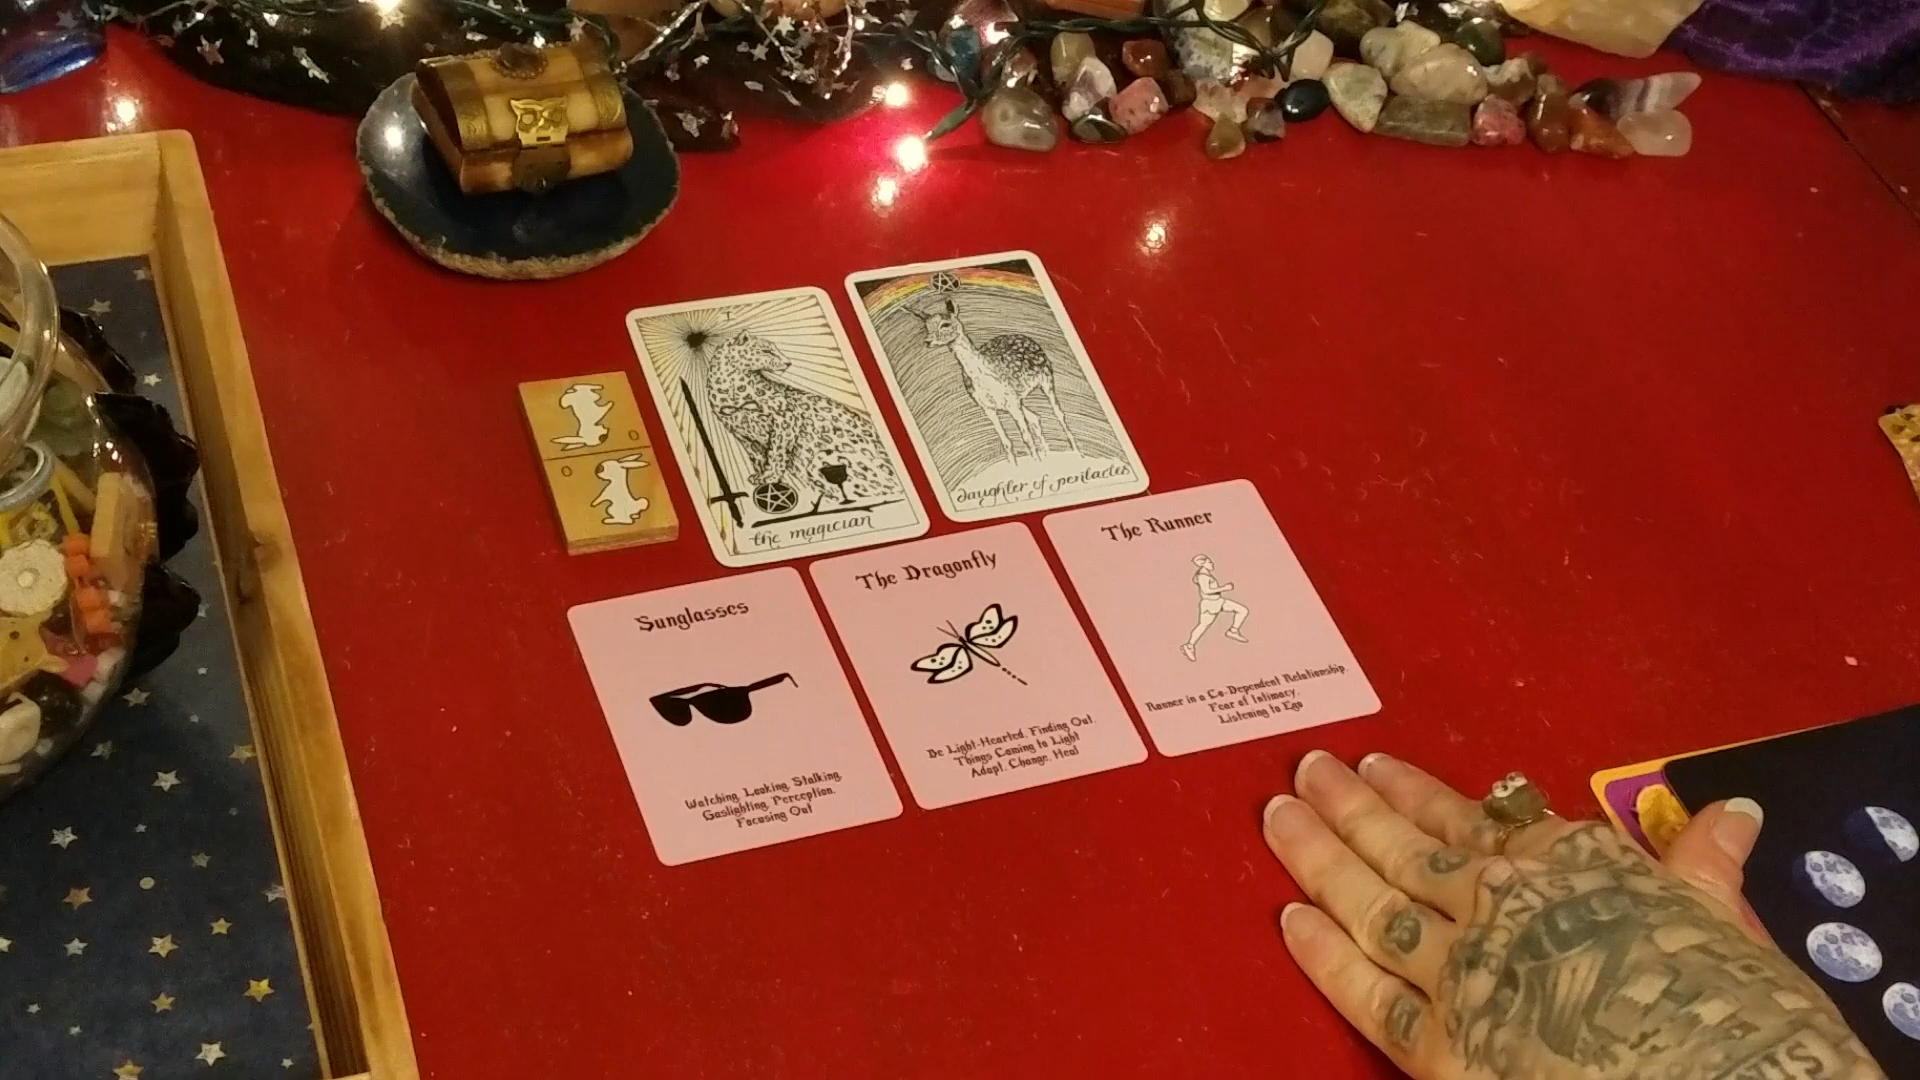 I
the magician
daughter of pentacles
0
0
Sunglasses
Watching, Looking, Stalking,
Gaslighting, Perception,
Focusing Out
The Dragonfly
Be Light-Hearted, Finding Out,
Things Coming to Light
Adapt, Change, Heal
The Runner
Runner in a Co-Dependent Relationship,
Fear of Intimacy,
Listening to Ego